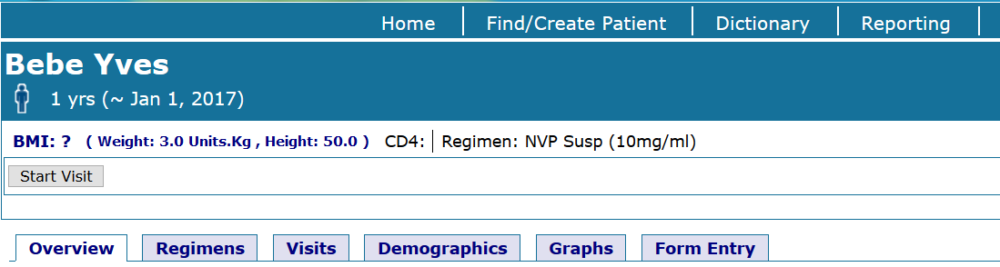 Home Find/Create Patient Dictionary Reporting
Bebe Yves
1 yrs (~ Jan 1, 2017)
BMI: ? ( Weight: 3.0 Units.Kg , Height: 50.0 ) CD4: Regimen: NVP Susp (10mg/ml)
Start Visit
Overview Regimens Visits Demographics Graphs Form Entry